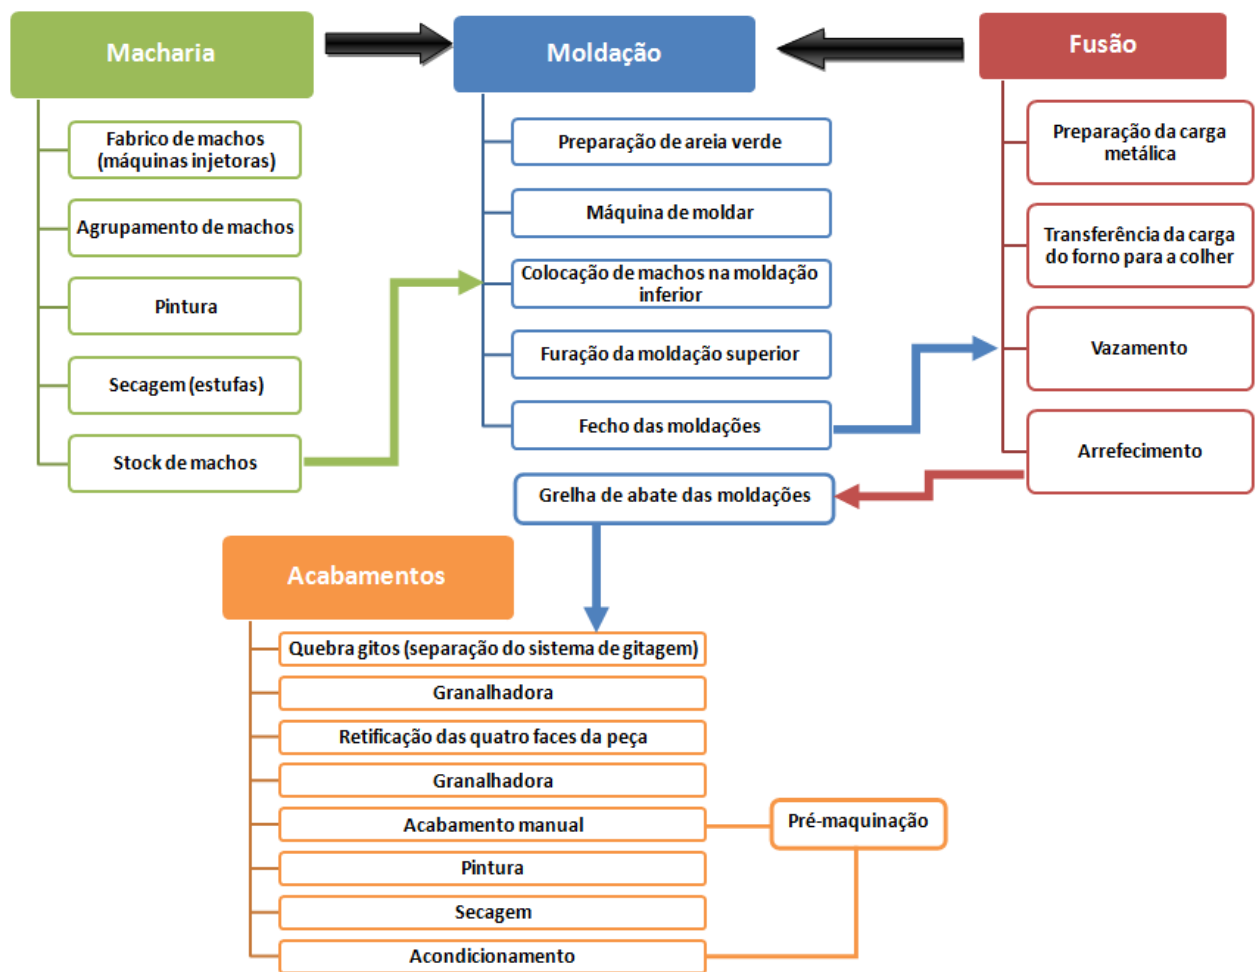 Macharia
Fabrico de machos
(máquinas injetoras)
Agrupamento de machos
Pintura
Secagem (estufas)
Stock de machos
Moldação
Preparação de areia verde
Máquina de moldar
Colocação de machos na moldação
inferior
Furação da moldação superior
Fecho das moldações
Grelha de abate das moldações
Fusão
Preparação da carga
metálica
Transferência da carga
do forno para a colher
Vazamento
Arrefecimento
Acabamentos
Quebra gitos (separação do sistema de gitagem)
Granalhadora
Retificação das quatro faces da peça
Granalhadora
Acabamento manual
Pintura
Secagem
Acondicionamento
Pré-maquinação